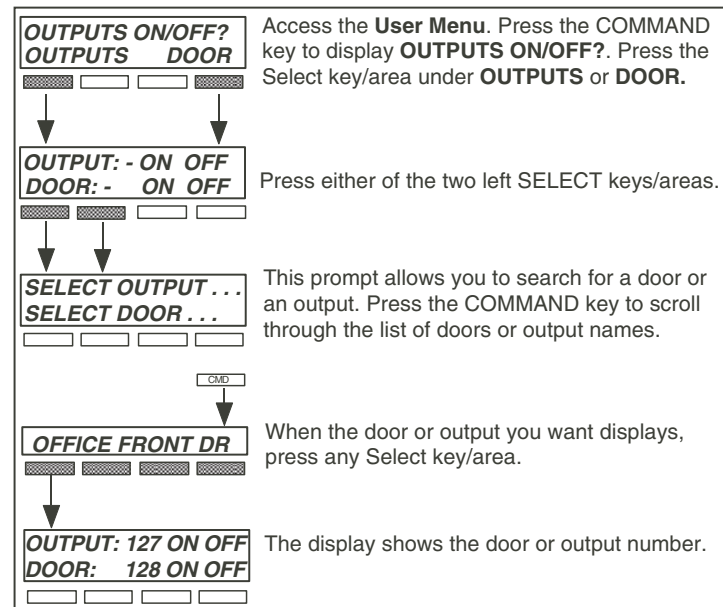 OUTPUTS ON/OFF?
OUTPUTS DOOR
Access the User Menu. Press the COMMAND
key to display OUTPUTS ON/OFF?. Press the
Select key/area under OUTPUTS or DOOR.
OUTPUT: - ON OFF
DOOR: - ON OFF
Press either of the two left SELECT keys/areas.
SELECT OUTPUT . . .
SELECT DOOR . . .
This prompt allows you to search for a door or
an output. Press the COMMAND key to scroll
through the list of doors or output names.
CMD
OFFICE FRONT DR
When the door or output you want displays,
press any Select key/area.
OUTPUT: 127 ON OFF
DOOR: 128 ON OFF
The display shows the door or output number.